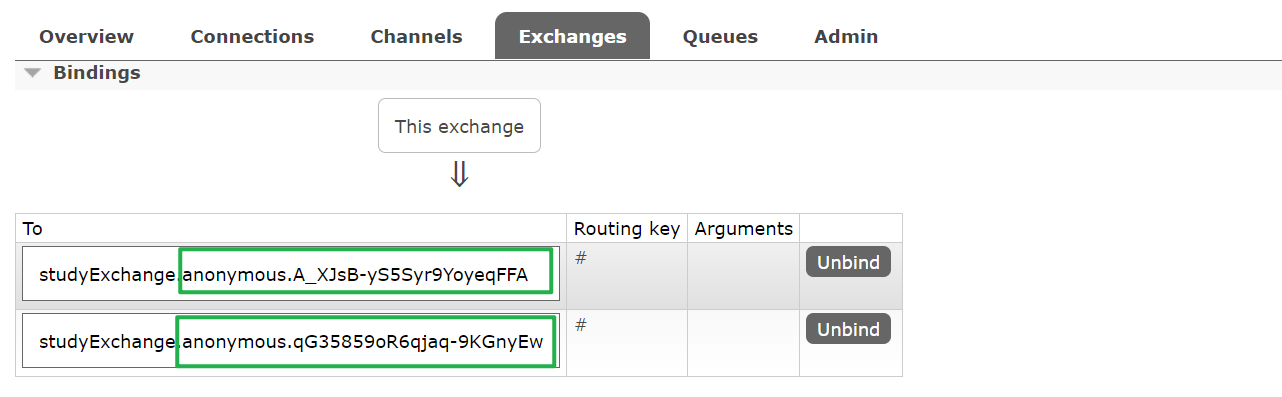 Overview Connections Channels Exchanges Queues Admin
Bindings
This exchange
⇓
To Routing key Arguments
studyExchange.anonymous.A_XJsB-yS5Syr9YoyeqFFA # Unbind
studyExchange.anonymous.qG35859oR6qjaq-9KGnyEw # Unbind